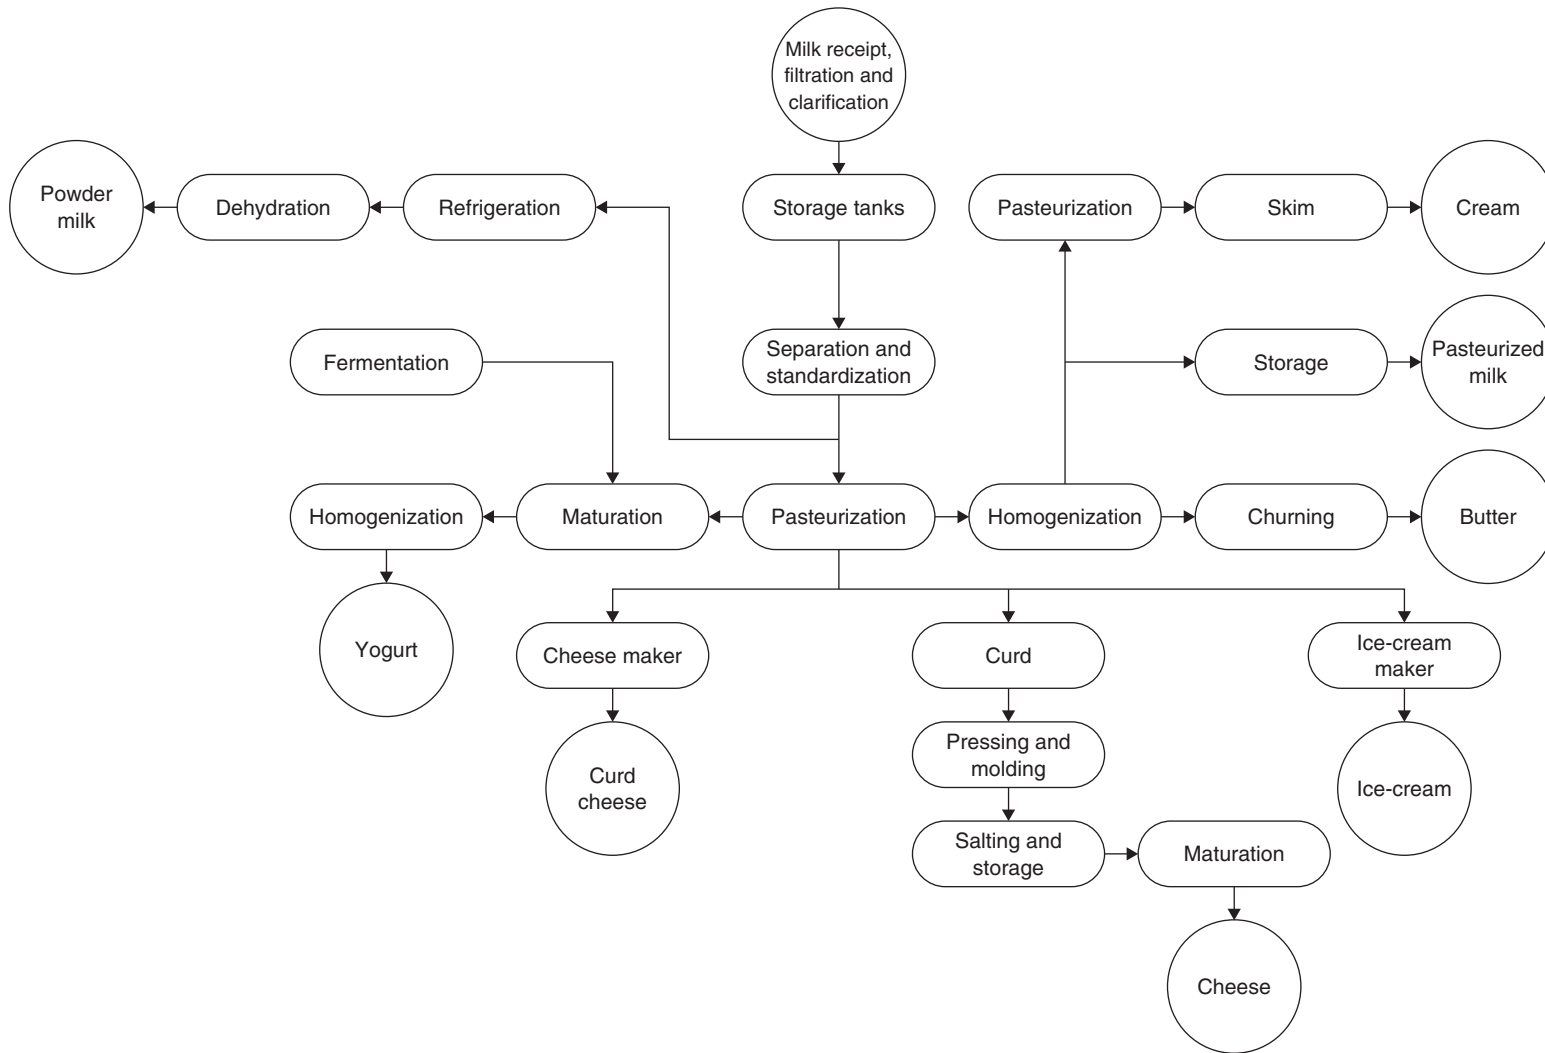 Milk receipt,
filtration and
clarification
Powder
milk
Dehydration
Refrigeration
Storage tanks
Pasteurization
Skim
Cream
Fermentation
Separation and
standardization
Storage
Pasteurized
milk
Homogenization
Maturation
Pasteurization
Homogenization
Churning
Butter
Yogurt
Cheese maker
Curd
Ice-cream
maker
Curd
cheese
Pressing and
molding
Ice-cream
Salting and
storage
Maturation
Cheese